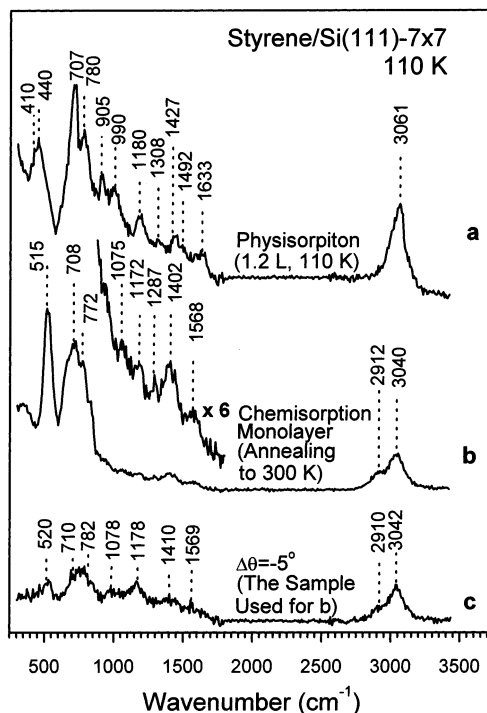 Styrene/Si(111)-7x7
110 K
410
440
707
780
905
990
1180
1308
1427
1492
1633
3061
Physisorpiton
(1.2 L, 110 K)
a
515
708
772
1075
1172
1287
1402
1568
2912
3040
x 6
Chemisorption
Monolayer
(Annealing
to 300 K)
b
520
710
782
1078
1178
1410
1569
2910
3042
Δθ=-5°
(The Sample
Used for b)
c
500 1000 1500 2000 2500 3000 3500
Wavenumber (cm⁻¹)